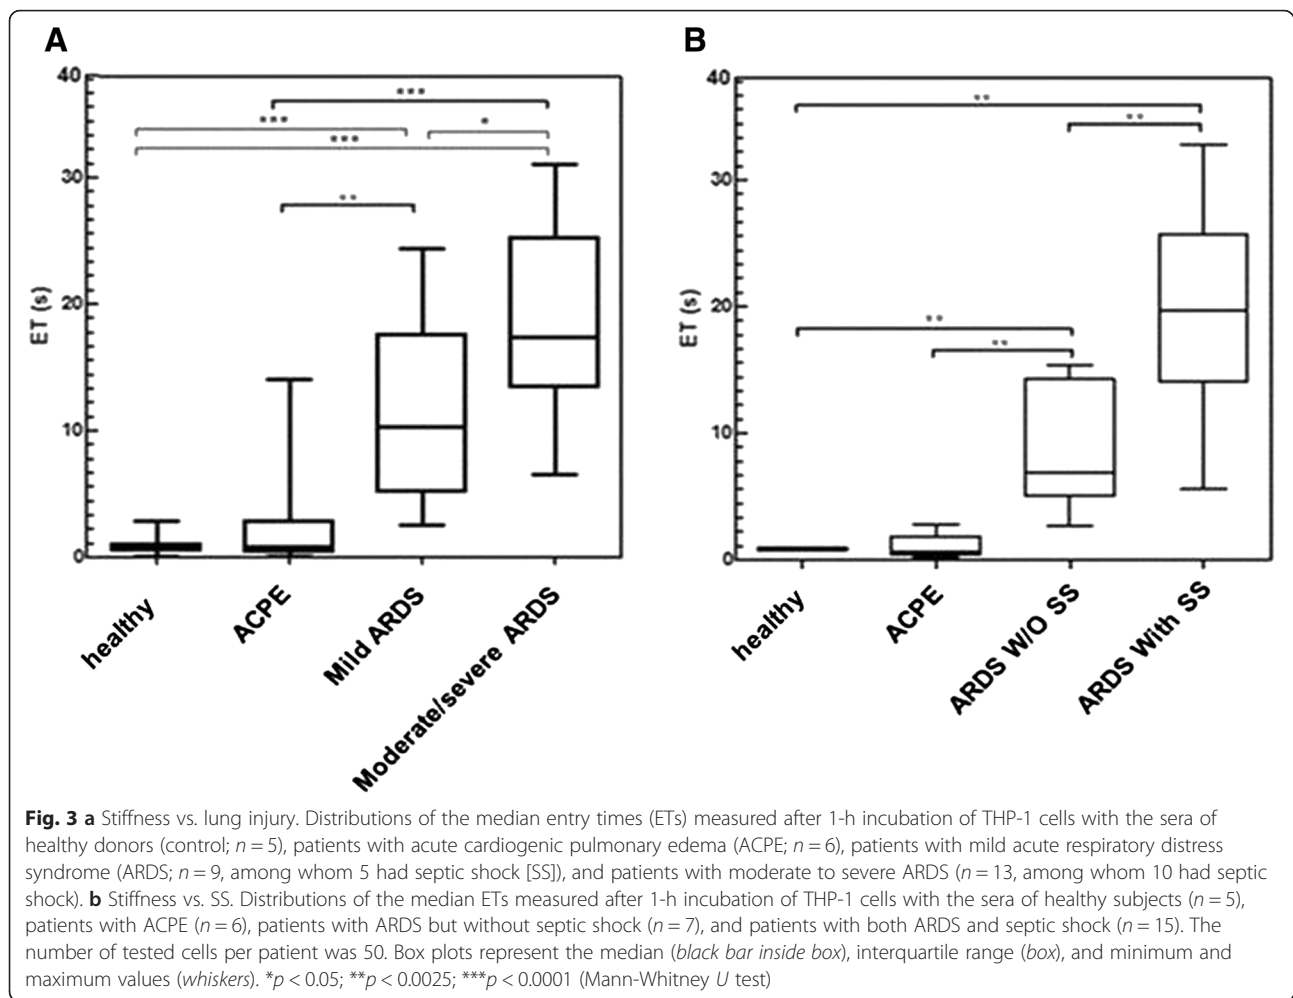 A
B
40
30
20
10
0
ET (s)
***
***
*
***
**
healthy
ACPE
Mild ARDS
Moderate/severe ARDS
40
30
20
10
0
ET (s)
**
**
**
**
healthy
ACPE
ARDS W/O SS
ARDS With SS
Fig. 3 a Stiffness vs. lung injury. Distributions of the median entry times (ETs) measured after 1-h incubation of THP-1 cells with the sera of
healthy donors (control; n = 5), patients with acute cardiogenic pulmonary edema (ACPE; n = 6), patients with mild acute respiratory distress
syndrome (ARDS; n = 9, among whom 5 had septic shock [SS]), and patients with moderate to severe ARDS (n = 13, among whom 10 had septic
shock). b Stiffness vs. SS. Distributions of the median ETs measured after 1-h incubation of THP-1 cells with the sera of healthy subjects (n = 5),
patients with ACPE (n = 6), patients with ARDS but without septic shock (n = 7), and patients with both ARDS and septic shock (n = 15). The
number of tested cells per patient was 50. Box plots represent the median (black bar inside box), interquartile range (box), and minimum and
maximum values (whiskers). *p < 0.05; **p < 0.0025; ***p < 0.0001 (Mann-Whitney U test)